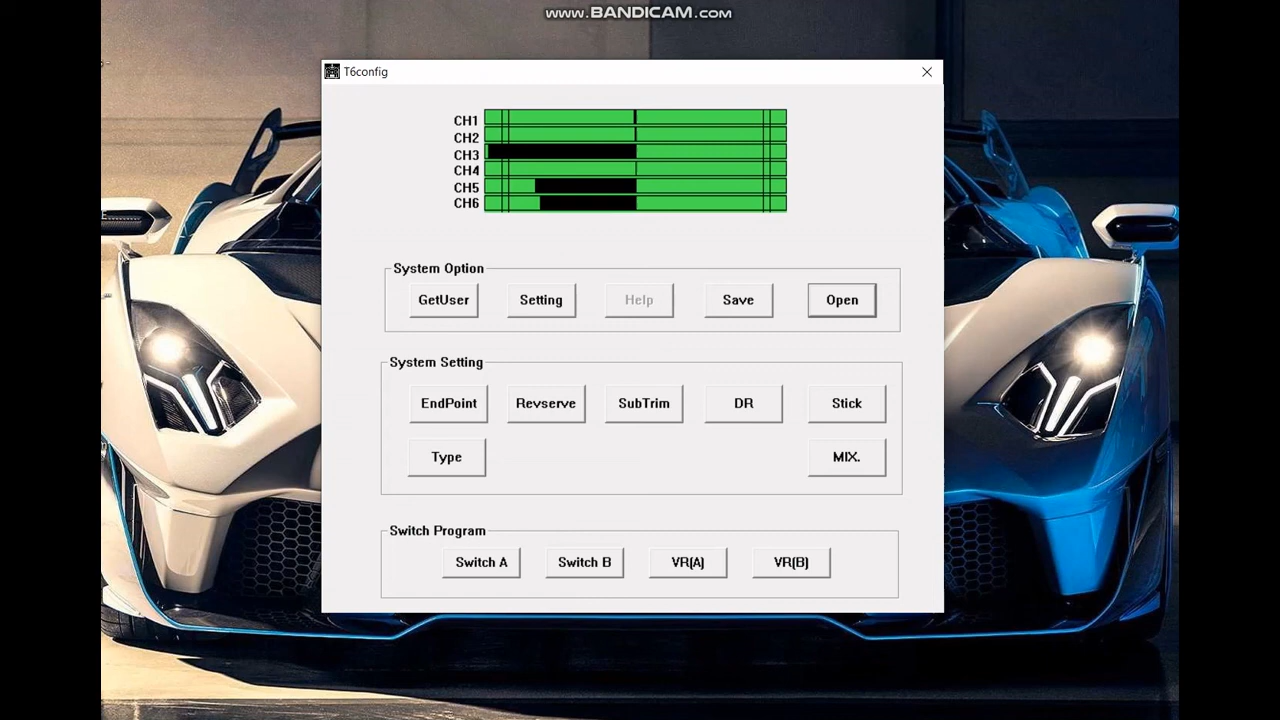 www.BANDICAM.com
T6config
CH1
CH2
CH3
CH4
CH5
CH6
System Option
GetUser Setting Help Save Open
System Setting
EndPoint Revserve SubTrim DR Stick
Type MIX.
Switch Program
Switch A Switch B VR(A) VR(B)